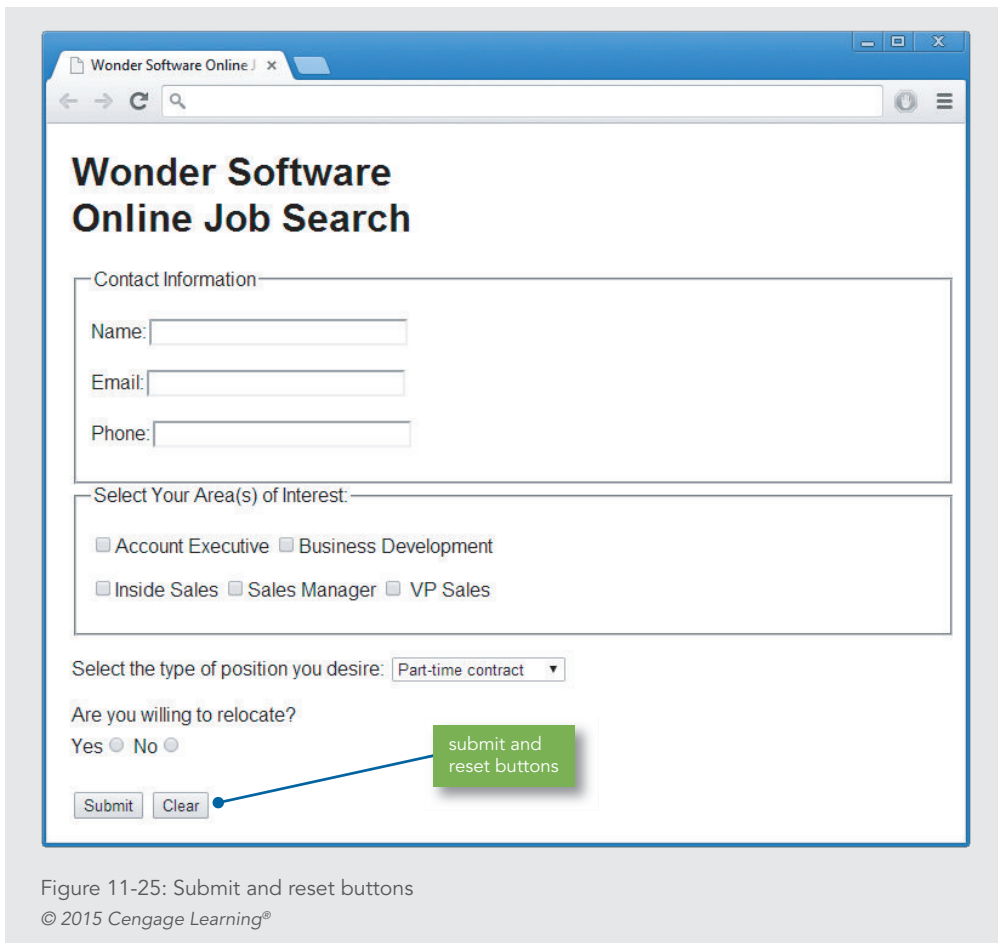 Wonder Software Online J
Wonder Software
Online Job Search
Contact Information
Name:
Email:
Phone:
Select Your Area(s) of Interest:
Account Executive Business Development
Inside Sales Sales Manager VP Sales
Select the type of position you desire: Part-time contract
Are you willing to relocate?
Yes No
submit and
reset buttons
Submit Clear
Figure 11-25: Submit and reset buttons
© 2015 Cengage Learning®